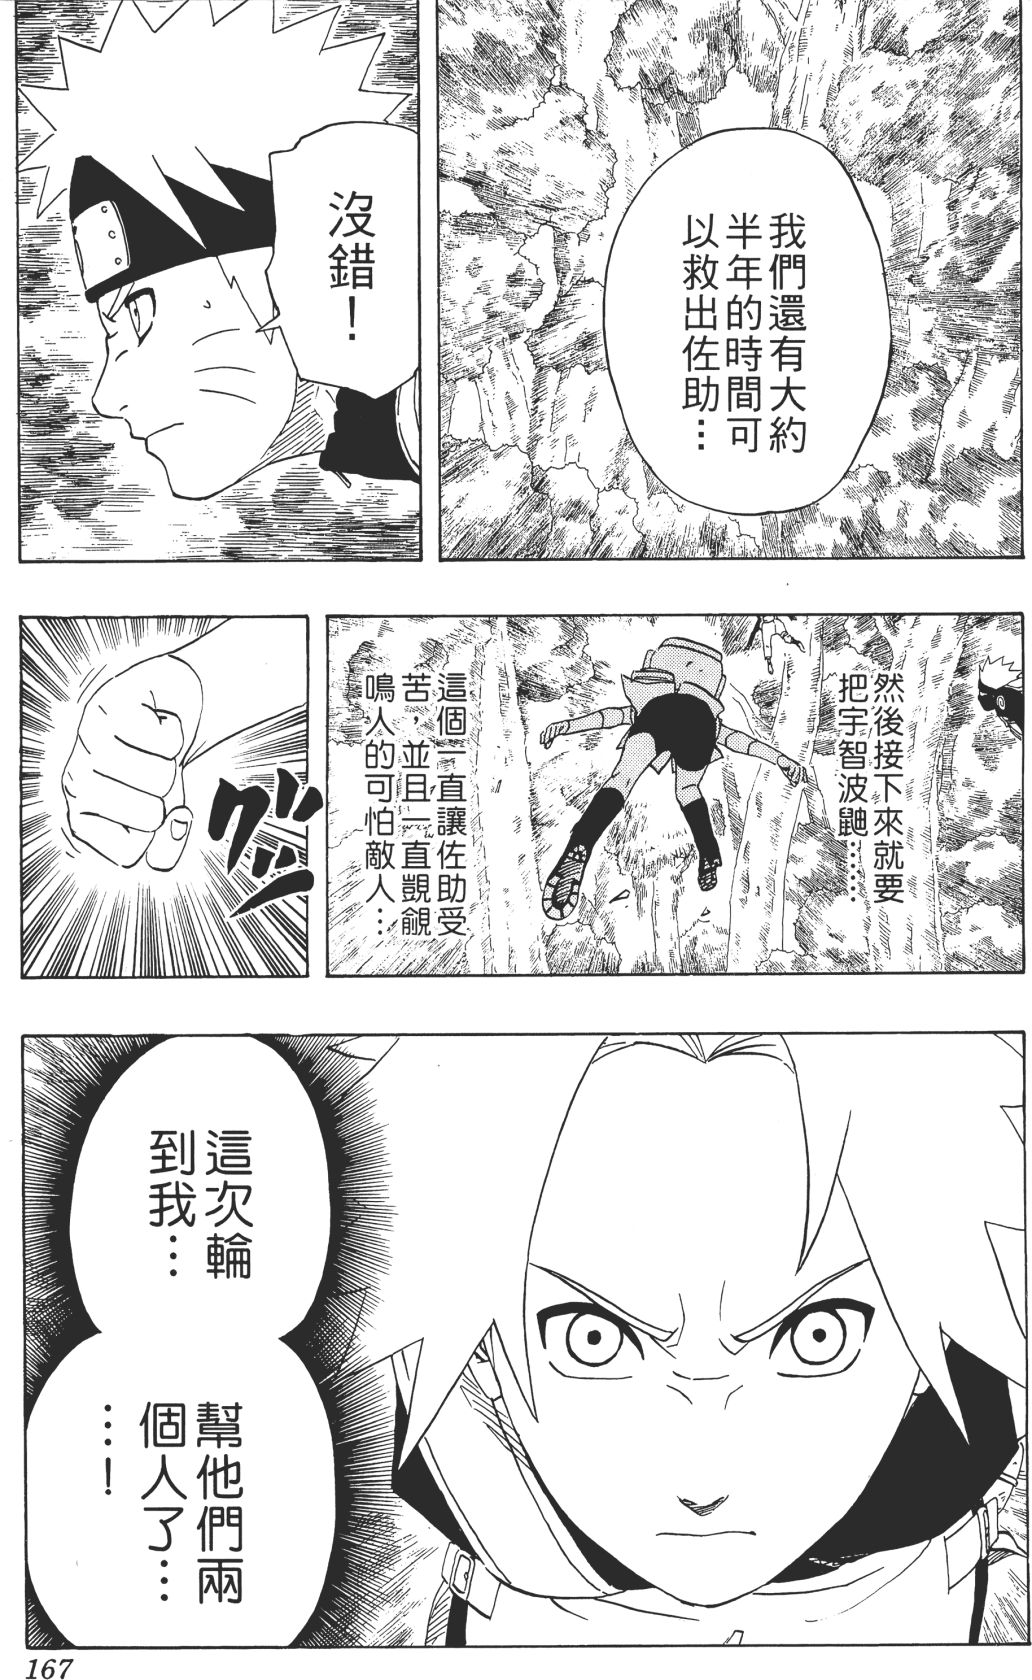 我們還有大約
半年的時間可
以救出佐助…
沒錯！
然後接下來就要
把宇智波鼬……
這個一直讓佐助受
苦，並且一直覬覦
鳴人的可怕敵人…
グッ
這次輪
到我…
幫他們兩
個人了…
…！
167